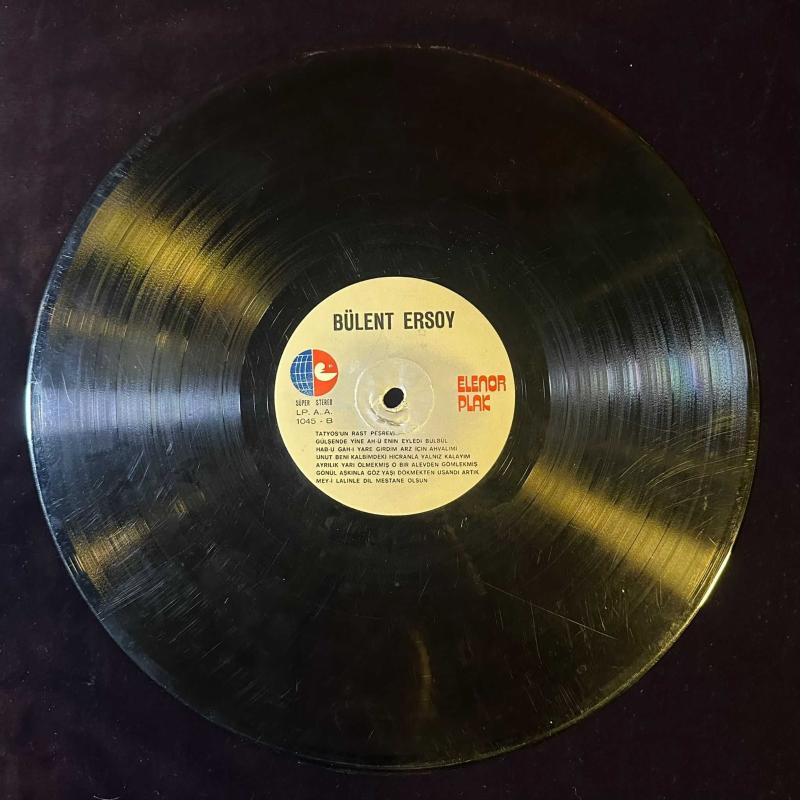 BÜLENT ERSOY
SÜPER STEREO
LP. A. A.
1045 - B
ELENOR
PLAK
TATYOS'UN RAST PEŞREVİ
GÜLŞENDE YİNE AH-U ENİN EYLEDİ BÜLBÜL
HAB-U GAH-I YARE GİRDİM ARZ İÇİN AHVALİMİ
UNUT BENİ KALBİMDEKİ HİCRANLA YALNIZ KALAYIM
AYRILIK YARI ÖLMEKMİŞ O BİR ALEVDEN GÖMLEKMİŞ
GÖNÜL AŞKINLA GÖZ YAŞI DÖKMEKTEN USANDI ARTIK
MEY-İ LALİNLE DİL MESTANE OLSUN